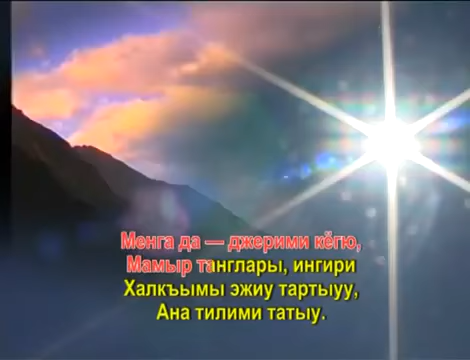 Менга да — джерими кёгю,
Мамыр танглары, ингири
Халкъымы эжиу тартыуу,
Ана тилими татыу.